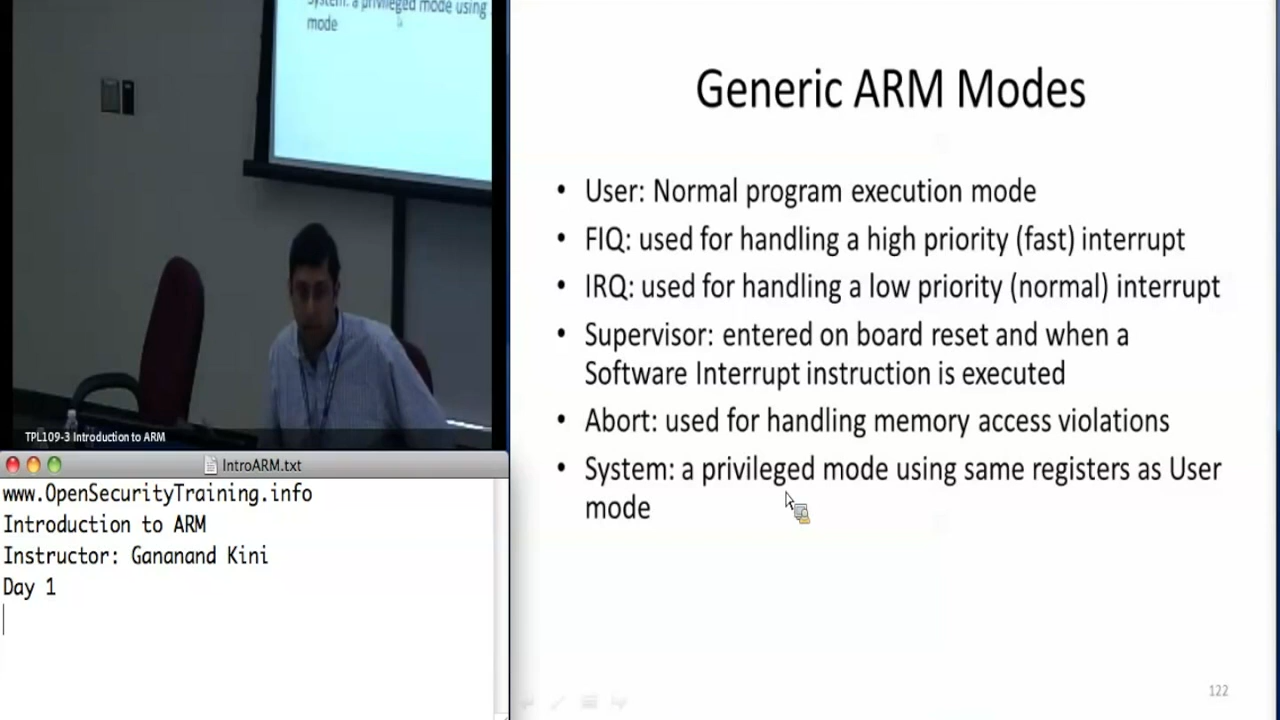 System: a privileged mode using
mode
TPL109-3 Introduction to ARM
IntroARM.txt
www.OpenSecurityTraining.info
Introduction to ARM
Instructor: Gananand Kini
Day 1
Generic ARM Modes
• User: Normal program execution mode
• FIQ: used for handling a high priority (fast) interrupt
• IRQ: used for handling a low priority (normal) interrupt
• Supervisor: entered on board reset and when a
Software Interrupt instruction is executed
• Abort: used for handling memory access violations
• System: a privileged mode using same registers as User
mode
122